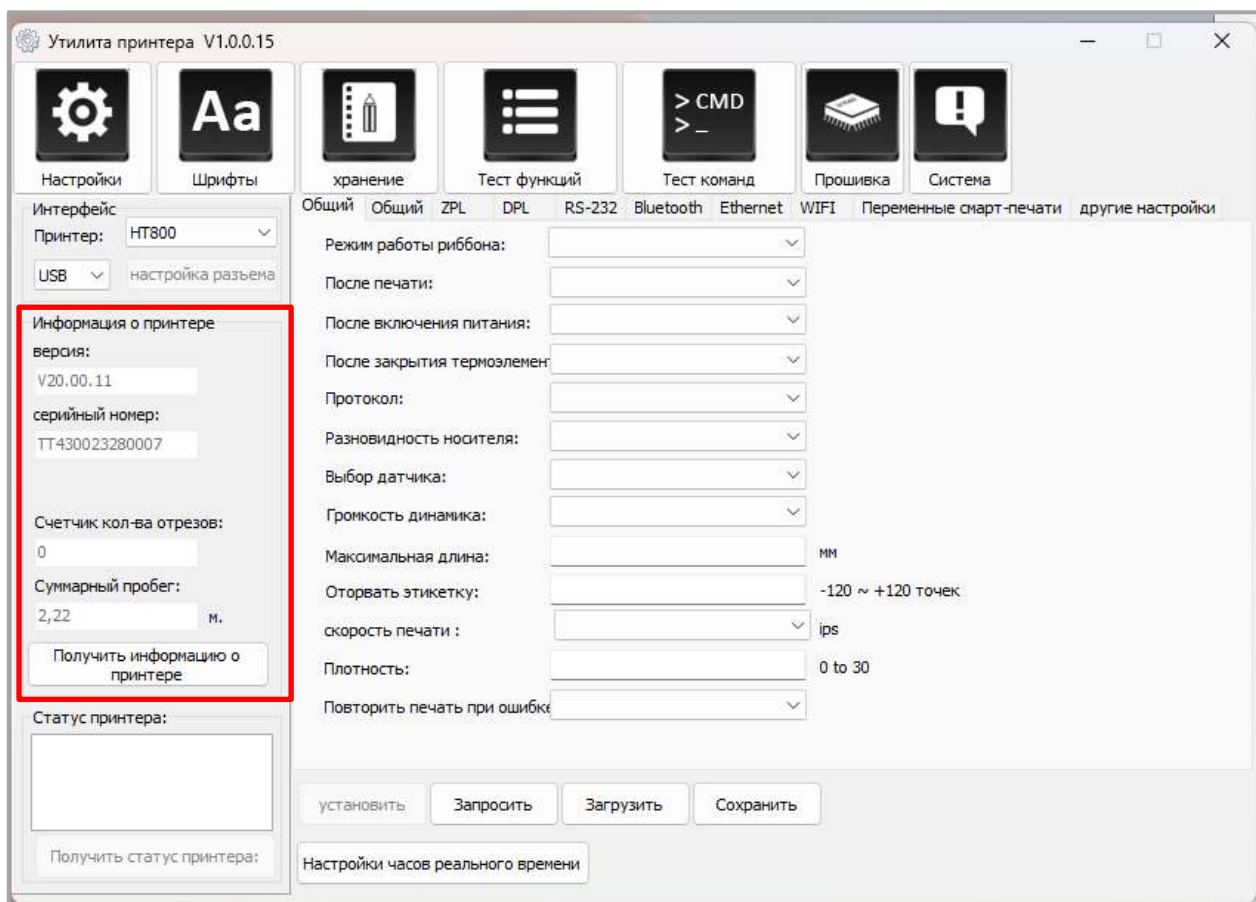 Утилита принтера V1.0.0.15
Aa
> CMD
> _
Настройки
Шрифты
хранение
Тест функций
Тест команд
Прошивка
Система
Интерфейс
Принтер:
HT800
USB
настройка разъема
Информация о принтере
версия:
V20.00.11
серийный номер:
TT430023280007
Счетчик кол-ва отрезов:
0
Суммарный пробег:
2,22 м.
Получить информацию о
принтере
Статус принтера:
Получить статус принтера:
Общий Общий ZPL DPL RS-232 Bluetooth Ethernet WIFI Переменные смарт-печати другие настройки
Режим работы риббона:
После печати:
После включения питания:
После закрытия термоэлемент
Протокол:
Разновидность носителя:
Выбор датчика:
Громкость динамика:
Максимальная длина: мм
Оторвать этикетку: -120 ~ +120 точек
скорость печати : ips
Плотность: 0 to 30
Повторить печать при ошибке
установить
Запросить
Загрузить
Сохранить
Настройки часов реального времени